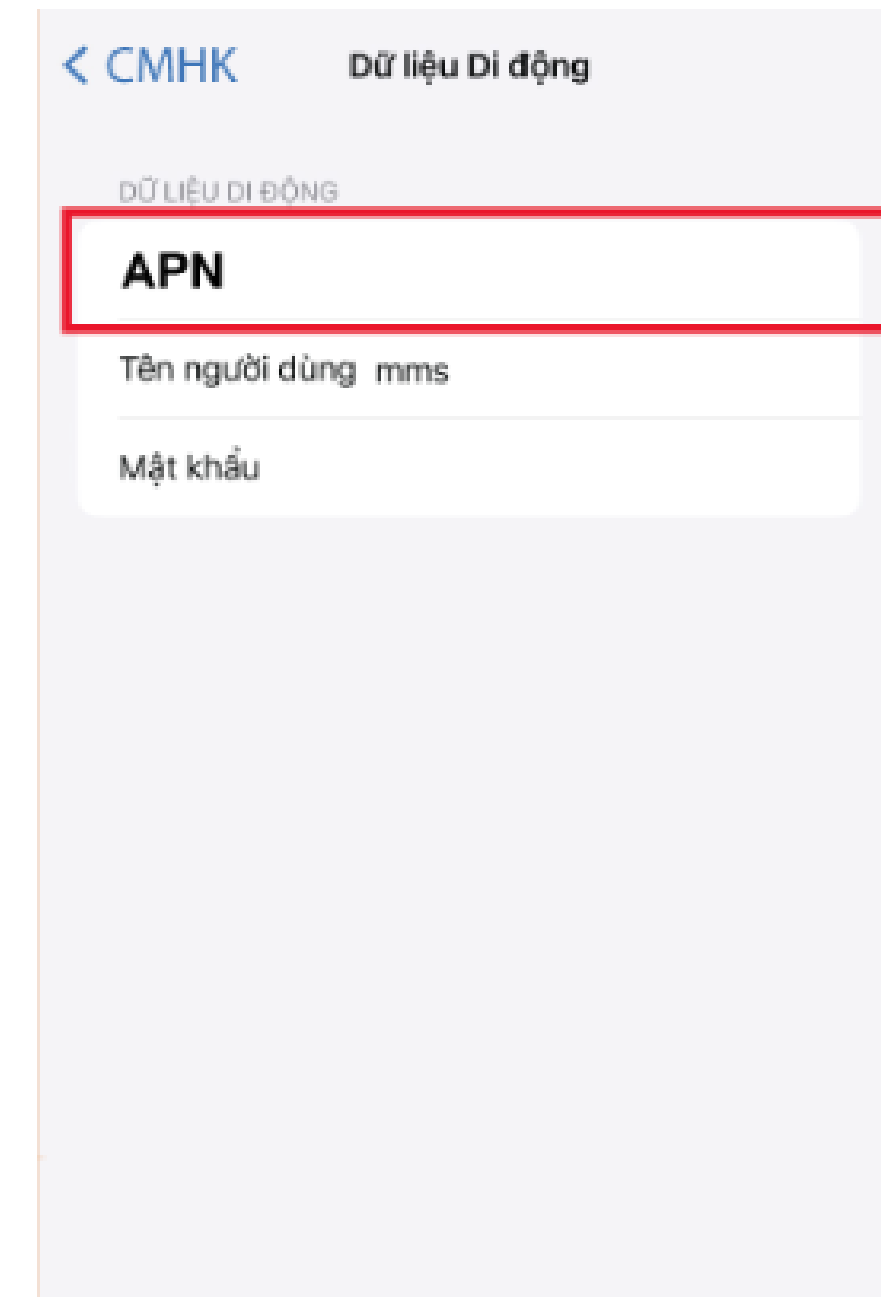 < CMHK Dữ liệu Di động
DỮ LIỆU DI ĐỘNG
APN
Tên người dùng mms
Mật khẩu